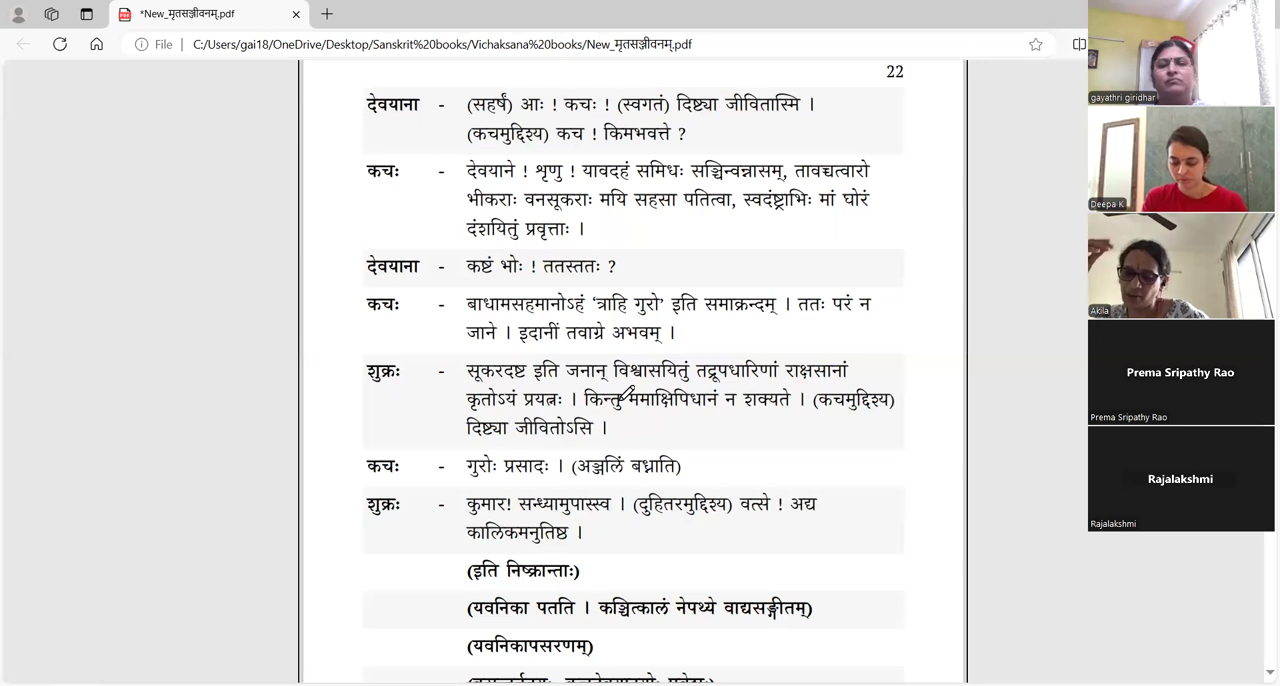 *New_मृतसञ्जीवनम्.pdf
File
C:/Users/gai18/OneDrive/Desktop/Sanskrit%20books/Vichaksana%20books/New_मृतसञ्जीवनम्.pdf
22
देवयाना - (सहर्षं) आः ! कचः ! (स्वगतं) दिष्ट्या जीवितास्मि ।
(कचमुद्दिश्य) कच ! किमभवत्ते ?
कचः - देवयाने ! शृणु ! यावदहं समिधः सञ्चिन्वन्नासम्, तावच्चत्वारो
भीकराः वनसूकराः मयि सहसा पतित्वा, स्वदंष्ट्राभिः मां घोरं
दंशयितुं प्रवृत्ताः ।
देवयाना - कष्टं भोः ! ततस्ततः ?
कचः - बाधामसहमानोऽहं ‘त्राहि गुरो’ इति समाक्रन्दम् । ततः परं न
जाने । इदानीं तवाग्रे अभवम् ।
शुक्रः - सूकरदष्ट इति जनान् विश्वासयितुं तद्रूपधारिणां राक्षसानां
कृतोऽयं प्रयत्नः । किन्तु ममाक्षिपिधानं न शक्यते । (कचमुद्दिश्य)
दिष्ट्या जीवितोऽसि ।
कचः - गुरोः प्रसादः । (अञ्जलिं बध्नाति)
शुक्रः - कुमार! सन्ध्यामुपास्स्व । (दुहितरमुद्दिश्य) वत्से ! अद्य
कालिकमनुतिष्ठ ।
(इति निष्क्रान्ताः)
(यवनिका पतति । कञ्चित्कालं नेपथ्ये वाद्यसङ्गीतम्)
(यवनिकापसरणम्)
gayathri giridhar
Deepa K
Akila
Prema Sripathy Rao
Prema Sripathy Rao
Rajalakshmi
Rajalakshmi